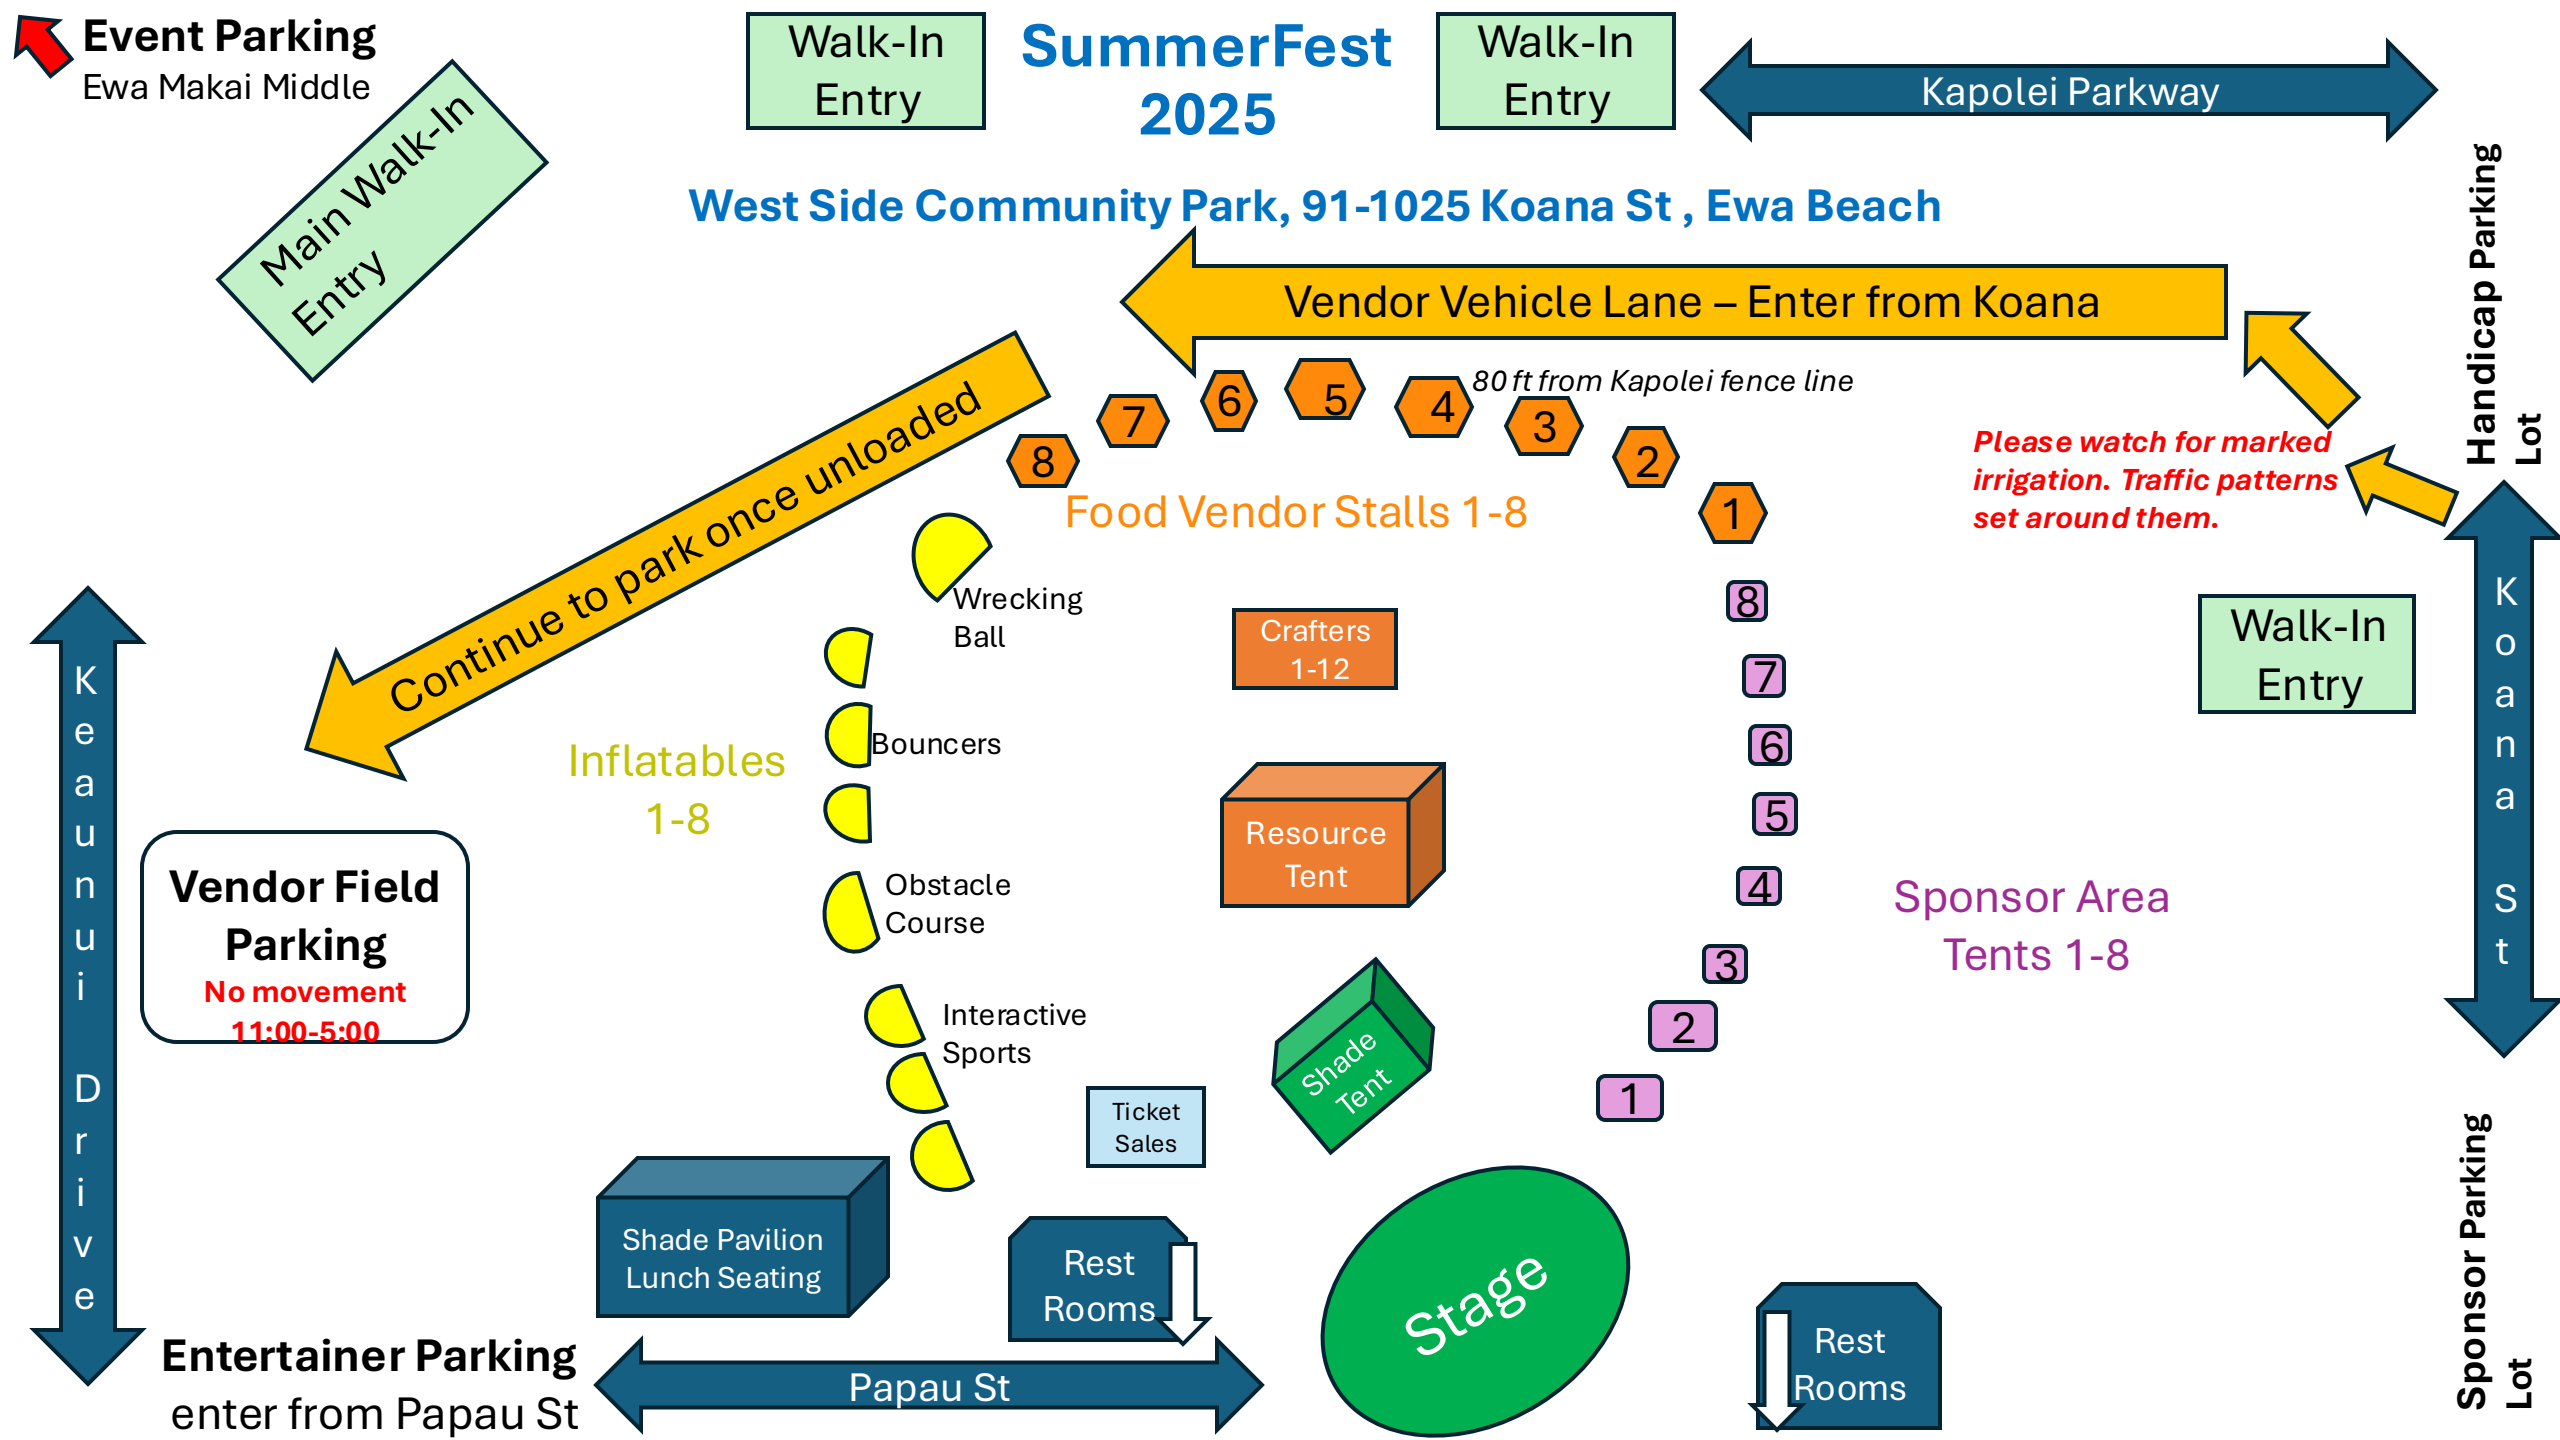 Event Parking
Ewa Makai Middle
Walk-In
Entry
SummerFest
2025
Walk-In
Entry
Kapolei Parkway
Main Walk-In
Entry
West Side Community Park, 91-1025 Koana St , Ewa Beach
Handicap Parking
Lot
Vendor Vehicle Lane – Enter from Koana
80 ft from Kapolei fence line
8
7
6
5
4
3
2
1
Food Vendor Stalls 1-8
Please watch for marked
irrigation. Traffic patterns
set around them.
Continue to park once unloaded
Wrecking
Ball
Crafters
1-12
Walk-In
Entry
Koana St
Keaunui Drive
Inflatables
1-8
Bouncers
Obstacle
Course
Interactive
Sports
Resource
Tent
8
7
6
5
4
3
2
1
Sponsor Area
Tents 1-8
Vendor Field
Parking
No movement
11:00-5:00
Shade
Tent
Ticket
Sales
Shade Pavilion
Lunch Seating
Rest
Rooms
Stage
Rest
Rooms
Sponsor Parking
Lot
Entertainer Parking
enter from Papau St
Papau St